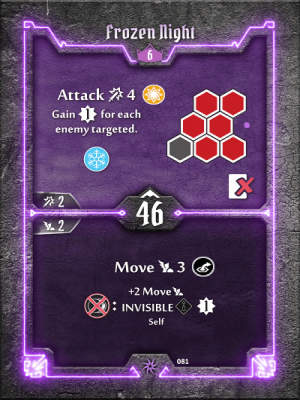 Frozen Night
6
Attack 4
Gain 1 for each
enemy targeted.
2
46
2
Move 3
+2 Move
: INVISIBLE 1
Self
081